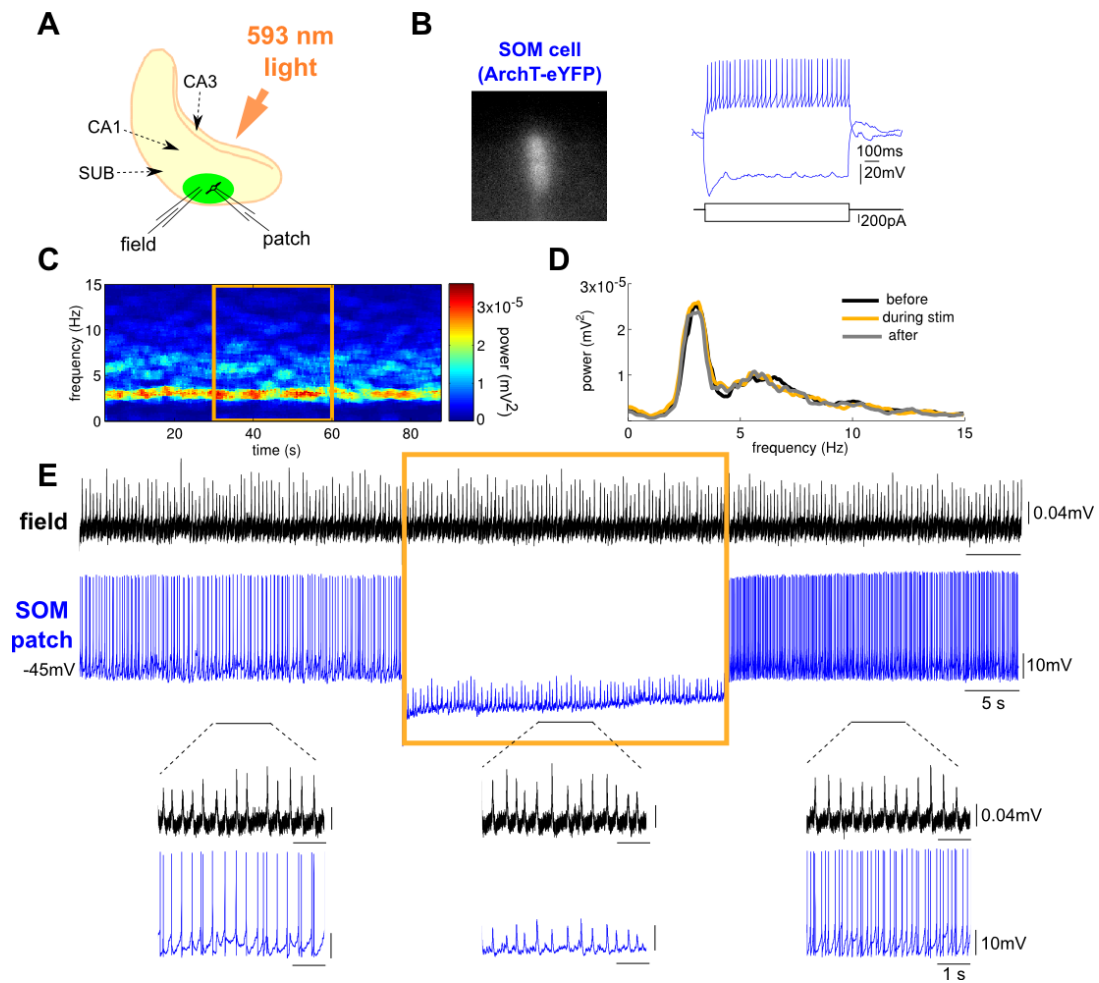 A
593 nm
light
CA3
CA1
SUB
field
patch
B
SOM cell
(ArchT-eYFP)
100ms
20mV
200pA
C
15
10
5
0
frequency (Hz)
20
40
60
80
time (s)
3x10^-5
2
1
0
power (mV²)
D
3x10^-5
2
1
power (mV²)
before
during stim
after
0
5
10
15
frequency (Hz)
E
field
0.04mV
SOM
patch
-45mV
10mV
5 s
0.04mV
10mV
1 s